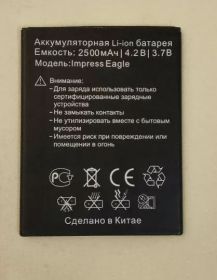 Аккумуляторная Li-ion батарея
Емкость: 2500мАч | 4.2В | 3.7В
Модель:Impress Eagle
Внимание:
- Для заряда использовать только
сертифицированные зарядные
устройства
- Не замыкать контакты
- Не утилизировать вместе с бытовым
мусором
- Имеется риск при повреждении или
помещении в огонь
Сделано в Китае